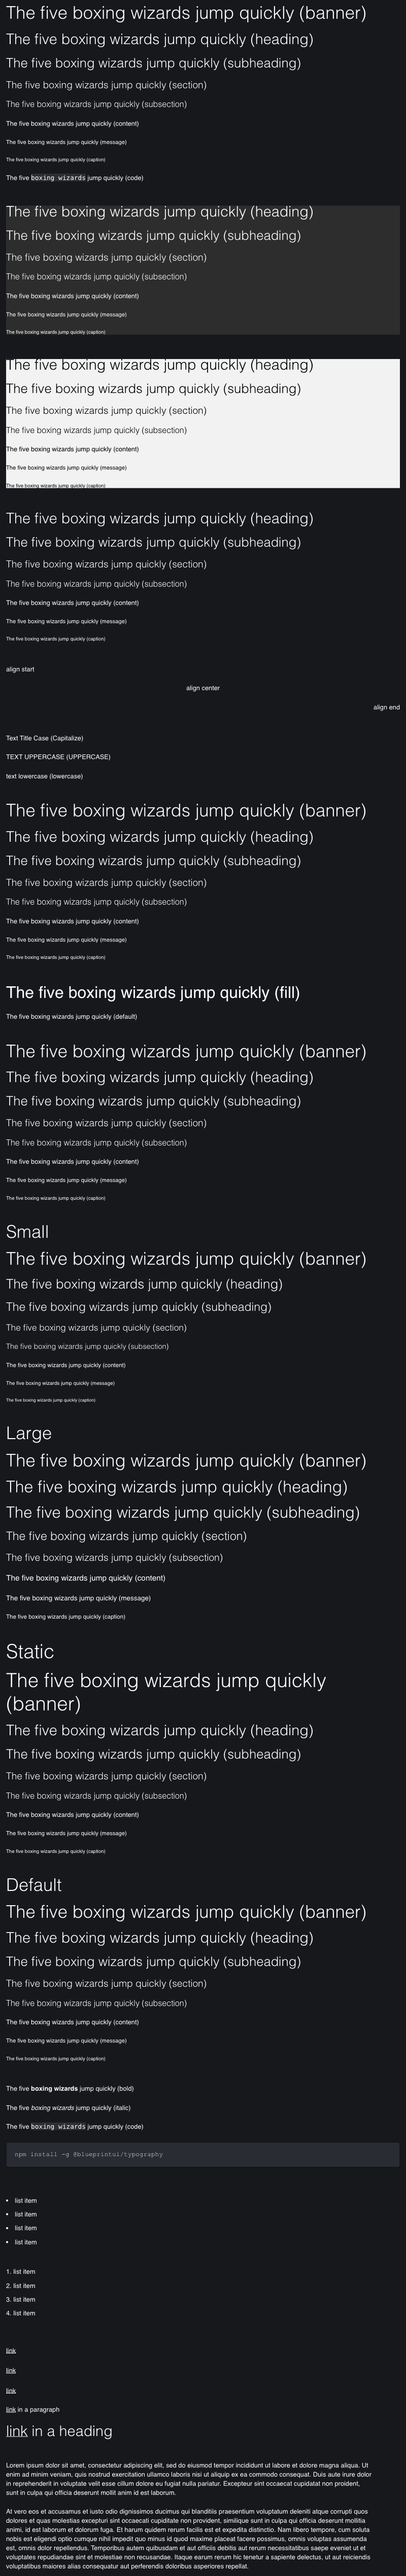 The five boxing wizards jump quickly (banner)
The five boxing wizards jump quickly (heading)
The five boxing wizards jump quickly (subheading)
The five boxing wizards jump quickly (section)
The five boxing wizards jump quickly (subsection)
The five boxing wizards jump quickly (content)
The five boxing wizards jump quickly (message)
The five boxing wizards jump quickly (caption)
The five boxing wizards jump quickly (code)
The five boxing wizards jump quickly (heading)
The five boxing wizards jump quickly (subheading)
The five boxing wizards jump quickly (section)
The five boxing wizards jump quickly (subsection)
The five boxing wizards jump quickly (content)
The five boxing wizards jump quickly (message)
The five boxing wizards jump quickly (caption)
The five boxing wizards jump quickly (heading)
The five boxing wizards jump quickly (subheading)
The five boxing wizards jump quickly (section)
The five boxing wizards jump quickly (subsection)
The five boxing wizards jump quickly (content)
The five boxing wizards jump quickly (message)
The five boxing wizards jump quickly (caption)
The five boxing wizards jump quickly (heading)
The five boxing wizards jump quickly (subheading)
The five boxing wizards jump quickly (section)
The five boxing wizards jump quickly (subsection)
The five boxing wizards jump quickly (content)
The five boxing wizards jump quickly (message)
The five boxing wizards jump quickly (caption)
align start
align center
align end
Text Title Case (Capitalize)
TEXT UPPERCASE (UPPERCASE)
text lowercase (lowercase)
The five boxing wizards jump quickly (banner)
The five boxing wizards jump quickly (heading)
The five boxing wizards jump quickly (subheading)
The five boxing wizards jump quickly (section)
The five boxing wizards jump quickly (subsection)
The five boxing wizards jump quickly (content)
The five boxing wizards jump quickly (message)
The five boxing wizards jump quickly (caption)
The five boxing wizards jump quickly (fill)
The five boxing wizards jump quickly (default)
The five boxing wizards jump quickly (banner)
The five boxing wizards jump quickly (heading)
The five boxing wizards jump quickly (subheading)
The five boxing wizards jump quickly (section)
The five boxing wizards jump quickly (subsection)
The five boxing wizards jump quickly (content)
The five boxing wizards jump quickly (message)
The five boxing wizards jump quickly (caption)
Small
The five boxing wizards jump quickly (banner)
The five boxing wizards jump quickly (heading)
The five boxing wizards jump quickly (subheading)
The five boxing wizards jump quickly (section)
The five boxing wizards jump quickly (subsection)
The five boxing wizards jump quickly (content)
The five boxing wizards jump quickly (message)
The five boxing wizards jump quickly (caption)
Large
The five boxing wizards jump quickly (banner)
The five boxing wizards jump quickly (heading)
The five boxing wizards jump quickly (subheading)
The five boxing wizards jump quickly (section)
The five boxing wizards jump quickly (subsection)
The five boxing wizards jump quickly (content)
The five boxing wizards jump quickly (message)
The five boxing wizards jump quickly (caption)
Static
The five boxing wizards jump quickly
(banner)
The five boxing wizards jump quickly (heading)
The five boxing wizards jump quickly (subheading)
The five boxing wizards jump quickly (section)
The five boxing wizards jump quickly (subsection)
The five boxing wizards jump quickly (content)
The five boxing wizards jump quickly (message)
The five boxing wizards jump quickly (caption)
Default
The five boxing wizards jump quickly (banner)
The five boxing wizards jump quickly (heading)
The five boxing wizards jump quickly (subheading)
The five boxing wizards jump quickly (section)
The five boxing wizards jump quickly (subsection)
The five boxing wizards jump quickly (content)
The five boxing wizards jump quickly (message)
The five boxing wizards jump quickly (caption)
The five boxing wizards jump quickly (bold)
The five boxing wizards jump quickly (italic)
The five boxing wizards jump quickly (code)
npm install -g @blueprintui/typography
• list item
• list item
• list item
• list item
1. list item
2. list item
3. list item
4. list item
link
link
link
link in a paragraph
link in a heading
Lorem ipsum dolor sit amet, consectetur adipiscing elit, sed do eiusmod tempor incididunt ut labore et dolore magna aliqua. Ut
enim ad minim veniam, quis nostrud exercitation ullamco laboris nisi ut aliquip ex ea commodo consequat. Duis aute irure dolor
in reprehenderit in voluptate velit esse cillum dolore eu fugiat nulla pariatur. Excepteur sint occaecat cupidatat non proident,
sunt in culpa qui officia deserunt mollit anim id est laborum.
At vero eos et accusamus et iusto odio dignissimos ducimus qui blanditiis praesentium voluptatum deleniti atque corrupti quos
dolores et quas molestias excepturi sint occaecati cupiditate non provident, similique sunt in culpa qui officia deserunt mollitia
animi, id est laborum et dolorum fuga. Et harum quidem rerum facilis est et expedita distinctio. Nam libero tempore, cum soluta
nobis est eligendi optio cumque nihil impedit quo minus id quod maxime placeat facere possimus, omnis voluptas assumenda
est, omnis dolor repellendus. Temporibus autem quibusdam et aut officiis debitis aut rerum necessitatibus saepe eveniet ut et
voluptates repudiandae sint et molestiae non recusandae. Itaque earum rerum hic tenetur a sapiente delectus, ut aut reiciendis
voluptatibus maiores alias consequatur aut perferendis doloribus asperiores repellat.